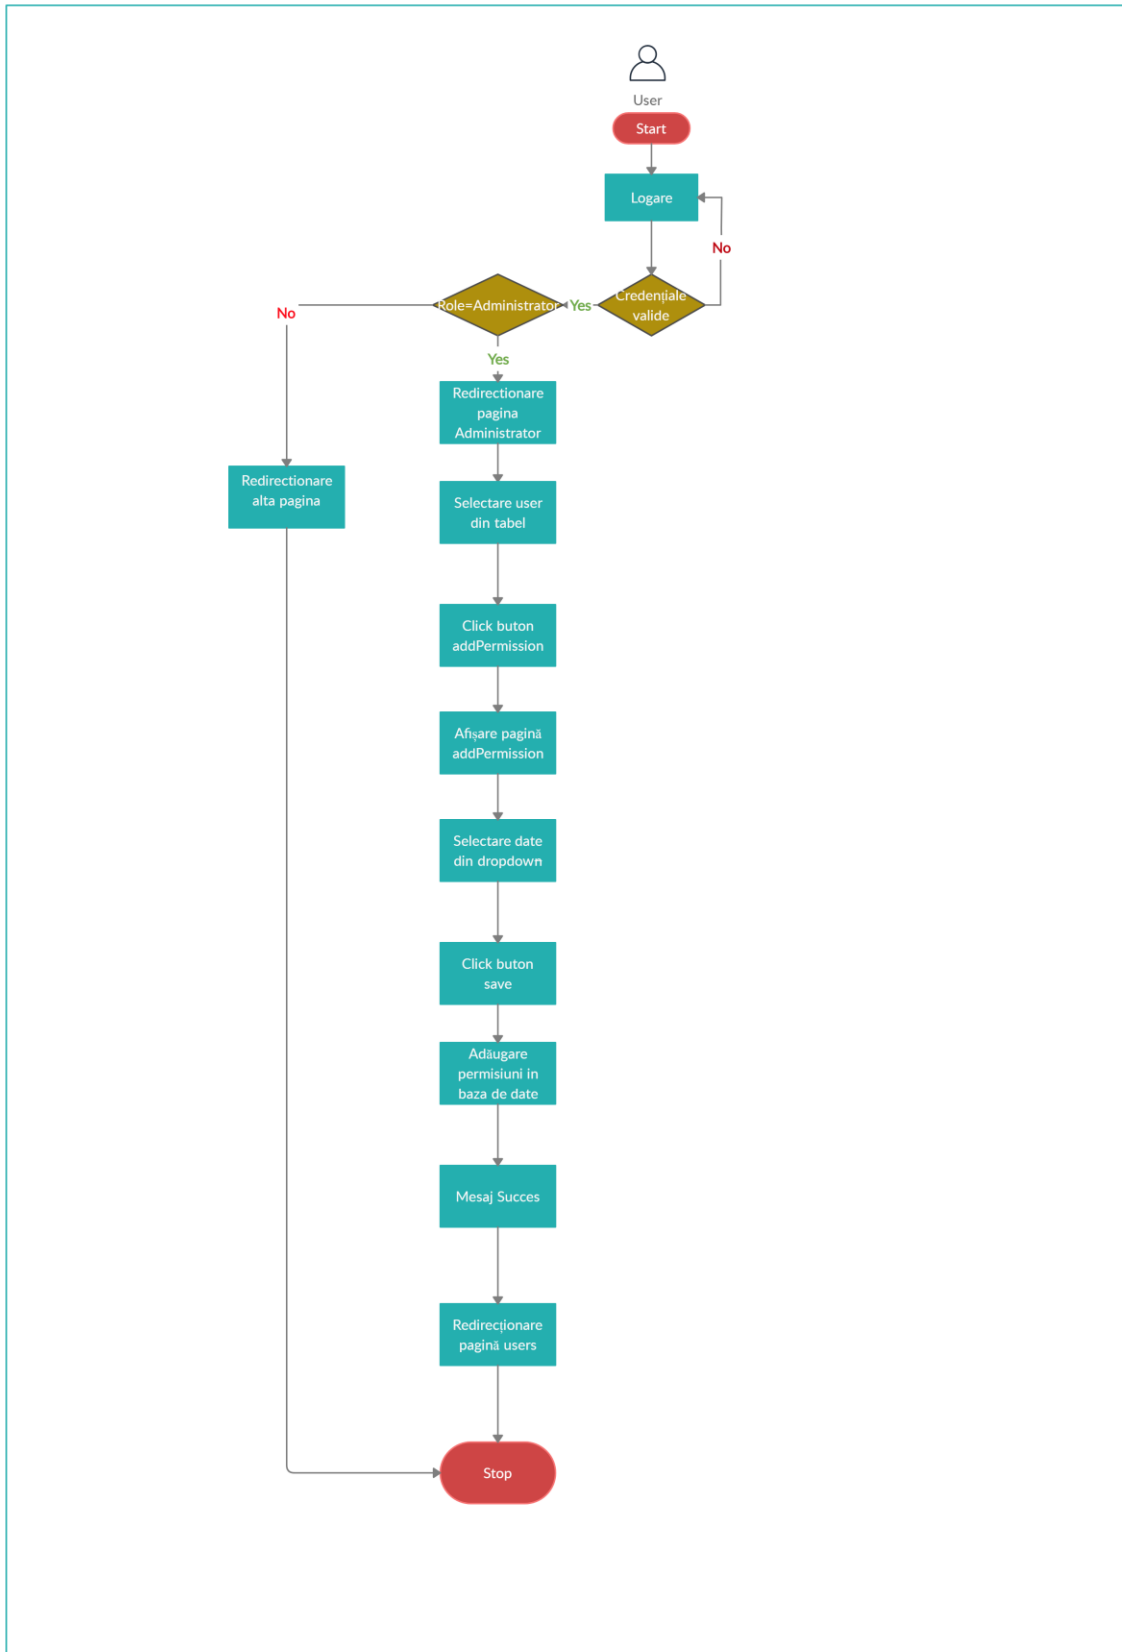 User
Start
Logare
No
Credențiale
valide
Yes
Role=Administrator
No
Yes
Redirectionare
pagina
Administrator
Redirectionare
alta pagina
Selectare user
din tabel
Click buton
addPermission
Afișare pagină
addPermission
Selectare date
din dropdown
Click buton
save
Adăugare
permisiuni in
baza de date
Mesaj Succes
Redirecționare
pagină users
Stop